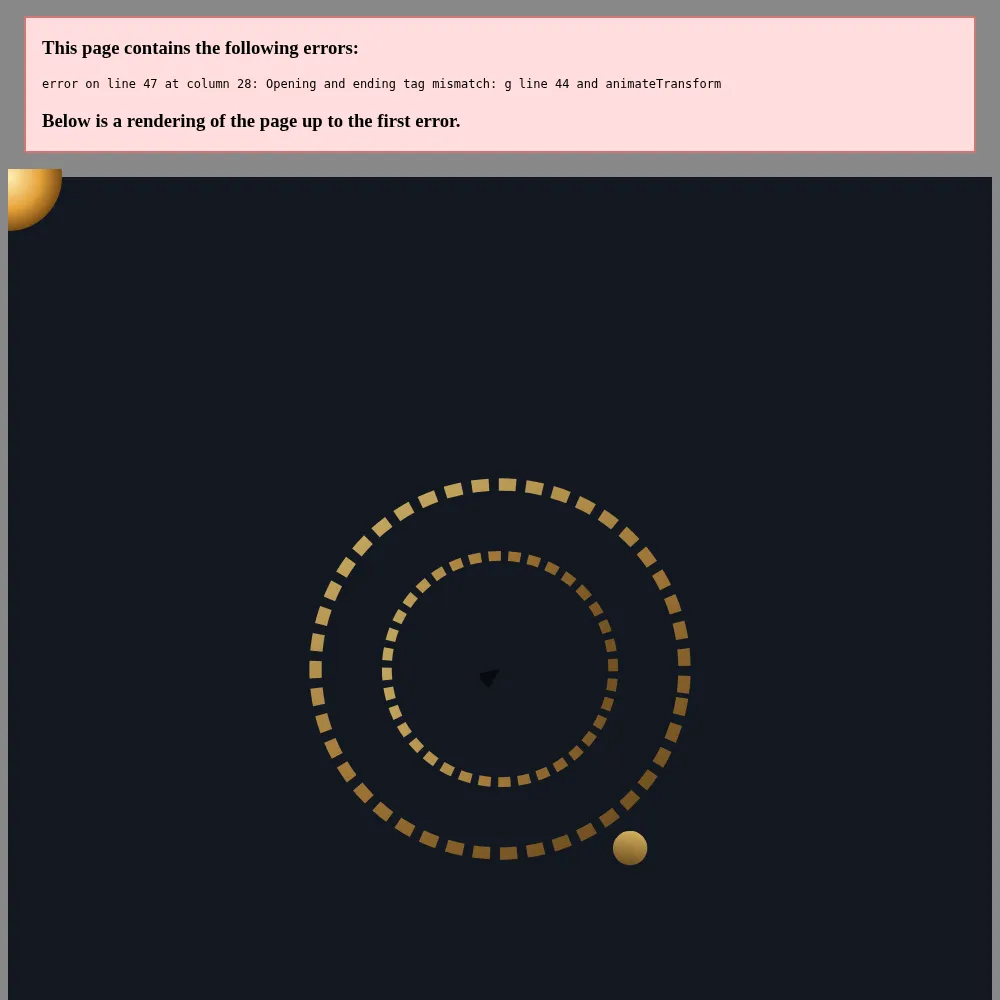 This page contains the following errors:
error on line 47 at column 28: Opening and ending tag mismatch: g line 44 and animateTransform
Below is a rendering of the page up to the first error.